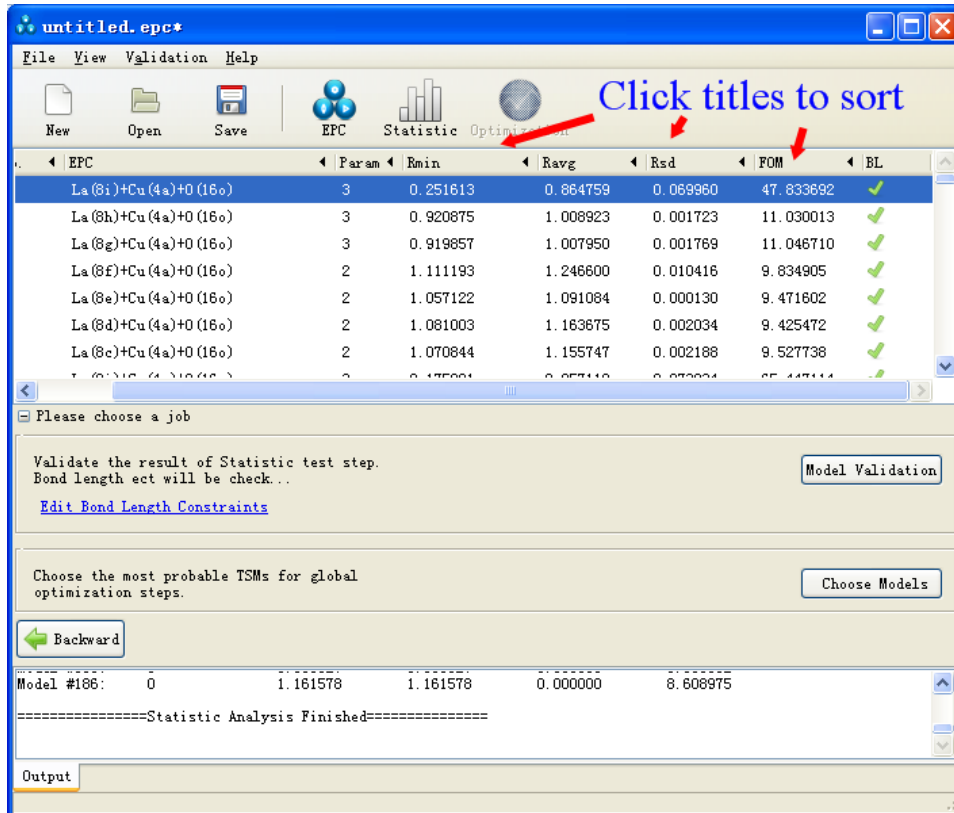 untitled.epc*
File View Validation Help
Click titles to sort
New Open Save EPC Statistic Optimization
EPC Param Rmin Ravg Rsd FOM BL
La(8i)+Cu(4a)+O(16o) 3 0.251613 0.864759 0.069960 47.833692
La(8h)+Cu(4a)+O(16o) 3 0.920875 1.008923 0.001723 11.030013
La(8g)+Cu(4a)+O(16o) 3 0.919857 1.007950 0.001769 11.046710
La(8f)+Cu(4a)+O(16o) 2 1.111193 1.246600 0.010416 9.834905
La(8e)+Cu(4a)+O(16o) 2 1.057122 1.091084 0.000130 9.471602
La(8d)+Cu(4a)+O(16o) 2 1.081003 1.163675 0.002034 9.425472
La(8c)+Cu(4a)+O(16o) 2 1.070844 1.155747 0.002188 9.527738
Please choose a job
Validate the result of Statistic test step.
Bond length ect will be check...
Model Validation
Edit Bond Length Constraints
Choose the most probable TSMs for global
optimization steps.
Choose Models
Backward
Model #186: 0 1.161578 1.161578 0.000000 8.608975
================Statistic Analysis Finished===============
Output